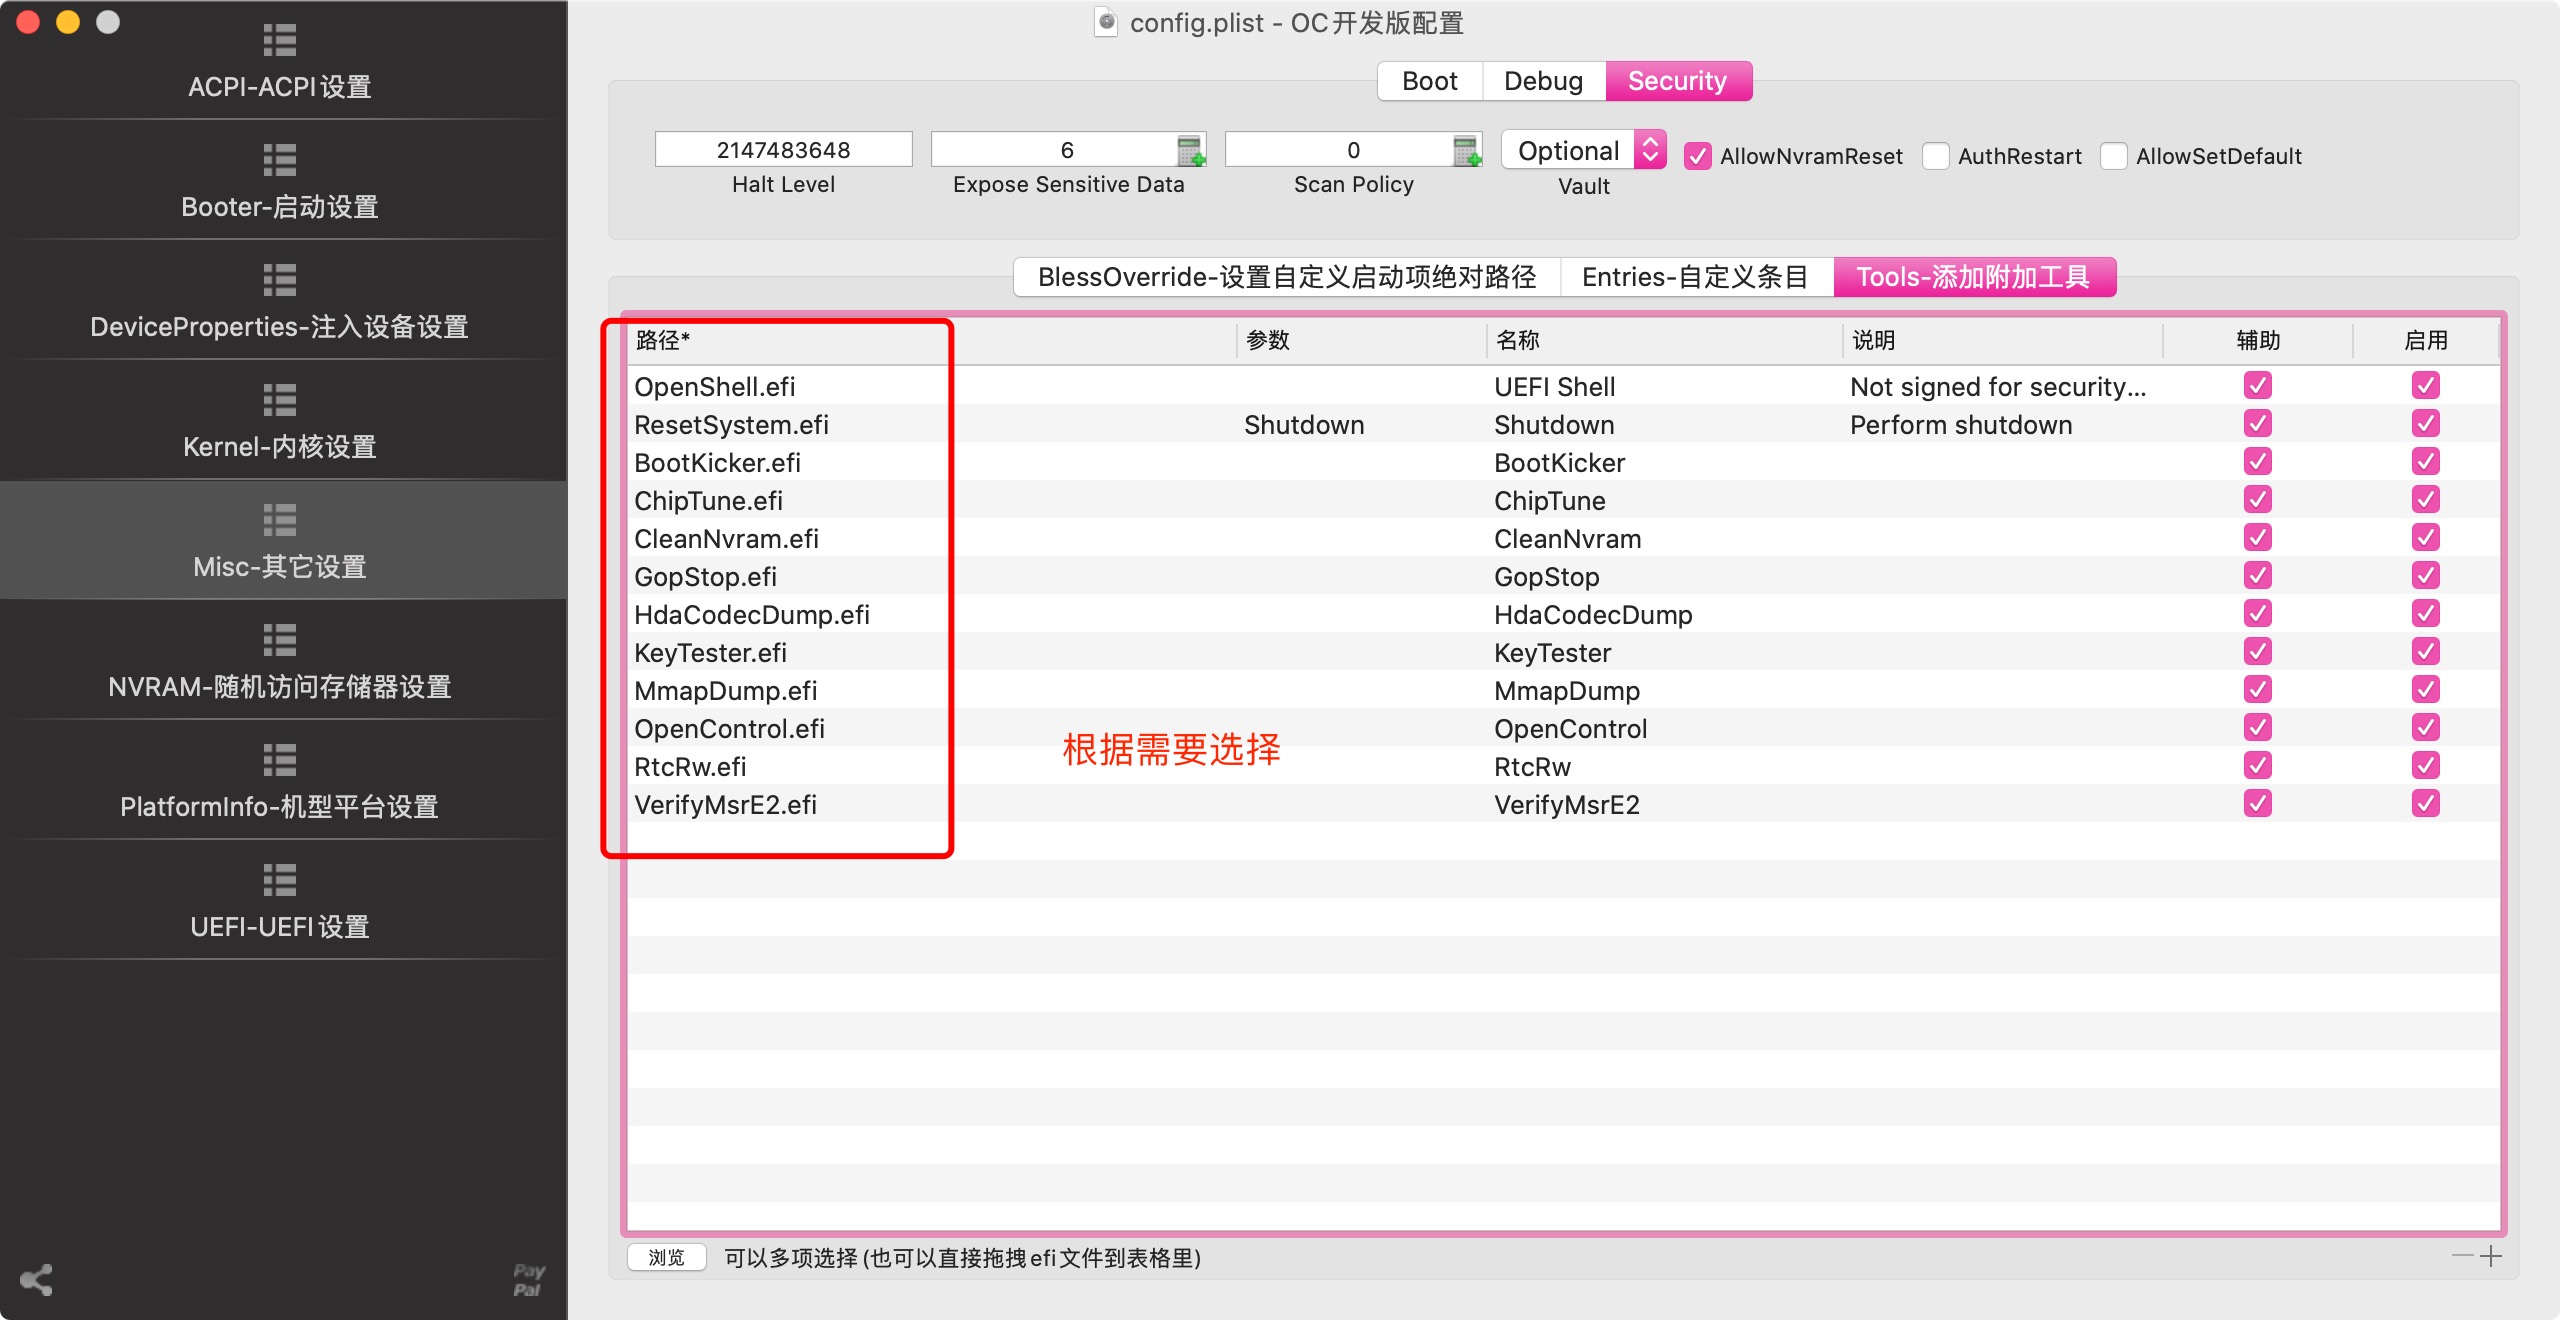 config.plist - OC开发版配置
ACPI-ACPI设置
Booter-启动设置
DeviceProperties-注入设备设置
Kernel-内核设置
Misc-其它设置
NVRAM-随机访问存储器设置
PlatformInfo-机型平台设置
UEFI-UEFI设置
Pay
Pal
Boot Debug Security
2147483648 6 0 Optional AllowNvramReset AuthRestart AllowSetDefault
Halt Level Expose Sensitive Data Scan Policy Vault
BlessOverride-设置自定义启动项绝对路径 Entries-自定义条目 Tools-添加附加工具
路径* 参数 名称 说明 辅助 启用
OpenShell.efi UEFI Shell Not signed for security...
ResetSystem.efi Shutdown Shutdown Perform shutdown
BootKicker.efi BootKicker
ChipTune.efi ChipTune
CleanNvram.efi CleanNvram
GopStop.efi GopStop
HdaCodecDump.efi HdaCodecDump
KeyTester.efi KeyTester
MmapDump.efi MmapDump
OpenControl.efi OpenControl
根据需要选择
RtcRw.efi RtcRw
VerifyMsrE2.efi VerifyMsrE2
浏览 可以多项选择(也可以直接拖拽efi文件到表格里)